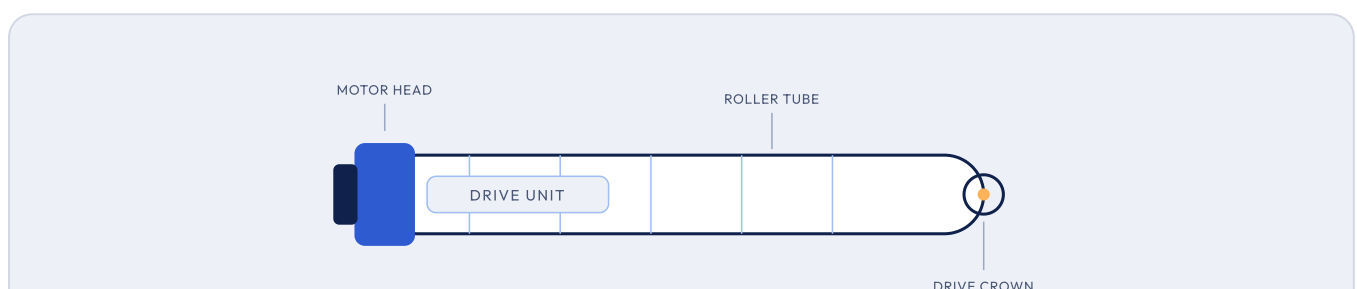 MOTOR HEAD
ROLLER TUBE
DRIVE UNIT
DRIVE CROWN